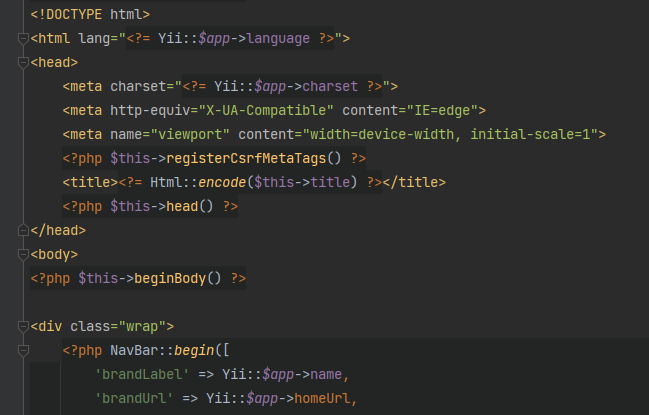 <!DOCTYPE html>
<html lang="<?= Yii::$app->language ?>">
<head>
    <meta charset="<?= Yii::$app->charset ?>">
    <meta http-equiv="X-UA-Compatible" content="IE=edge">
    <meta name="viewport" content="width=device-width, initial-scale=1">
    <?php $this->registerCsrfMetaTags() ?>
    <title><?= Html::encode($this->title) ?></title>
    <?php $this->head() ?>
</head>
<body>
<?php $this->beginBody() ?>
<div class="wrap">
    <?php NavBar::begin([
        'brandLabel' => Yii::$app->name,
        'brandUrl' => Yii::$app->homeUrl,